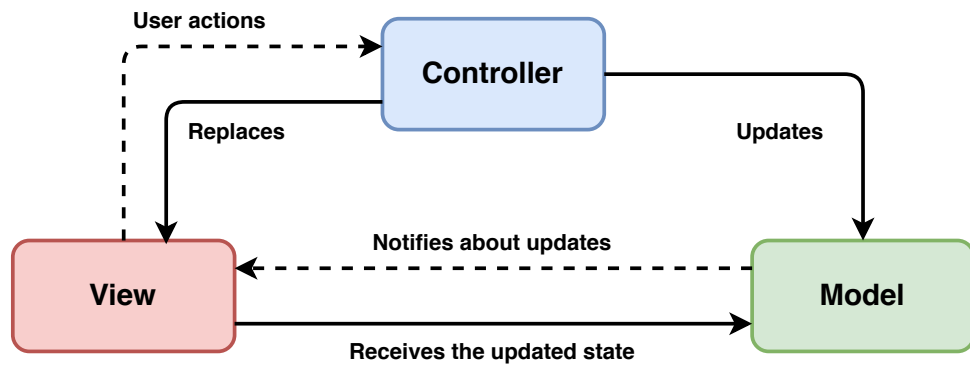 User actions
Controller
Replaces
Updates
Notifies about updates
View
Model
Receives the updated state